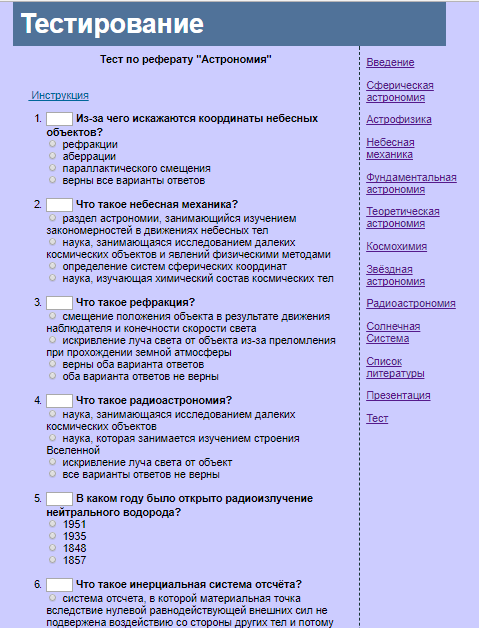 Тестирование
Тест по реферату "Астрономия"
Инструкция
1. Из-за чего искажаются координаты небесных
объектов?
рефракции
аберрации
параллактического смещения
верны все варианты ответов
2. Что такое небесная механика?
раздел астрономии, занимающийся изучением
закономерностей в движениях небесных тел
наука, занимающаяся исследованием далеких
космических объектов и явлений физическими методами
определение систем сферических координат
наука, изучающая химический состав космических тел
3. Что такое рефракция?
смещение положения объекта в результате движения
наблюдателя и конечности скорости света
искривление луча света от объекта из-за преломления
при прохождении земной атмосферы
верны оба варианта ответов
оба варианта ответов не верны
4. Что такое радиоастрономия?
наука, занимающаяся исследованием далеких
космических объектов
наука, которая занимается изучением строения
Вселенной
искривление луча света от объект
все варианты ответов не верны
5. В каком году было открыто радиоизлучение
нейтрального водорода?
1951
1935
1848
1857
6. Что такое инерциальная система отсчёта?
система отсчета, в которой материальная точка
вследствие нулевой равнодействующей внешних сил не
подвержена воздействию со стороны других тел и потому
Введение
Сферическая
астрономия
Астрофизика
Небесная
механика
Фундаментальная
астрономия
Теоретическая
астрономия
Космохимия
Звёздная
астрономия
Радиоастрономия
Солнечная
Система
Список
литературы
Презентация
Тест